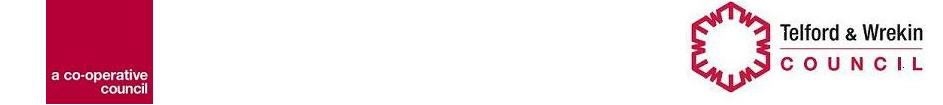 a co-operative
council
Telford & Wrekin
COUNCIL